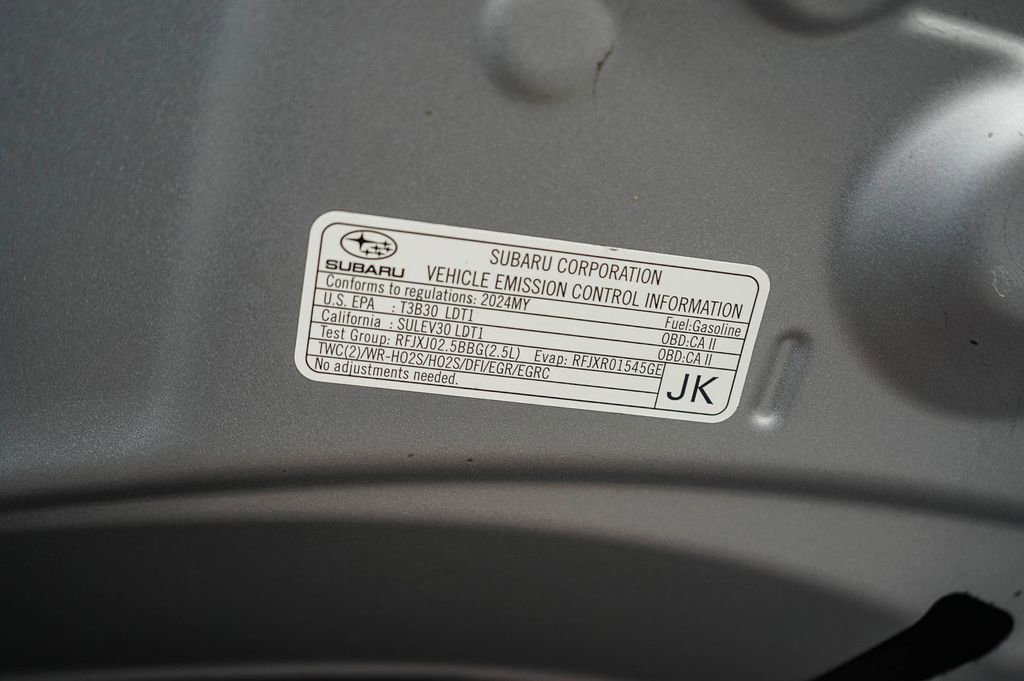 SUBARU
SUBARU CORPORATION
VEHICLE EMISSION CONTROL INFORMATION
Conforms to regulations: 2024MY
Fuel:Gasoline
U.S. EPA : T3B30 LDT1
OBD:CA II
California : SULEV30 LDT1
OBD:CA II
Test Group: RFJXJ02.5BBG(2.5L) Evap: RFJXR01545GE
TWC(2)/WR-HO2S/HO2S/DFI/EGR/EGRC
No adjustments needed.
JK